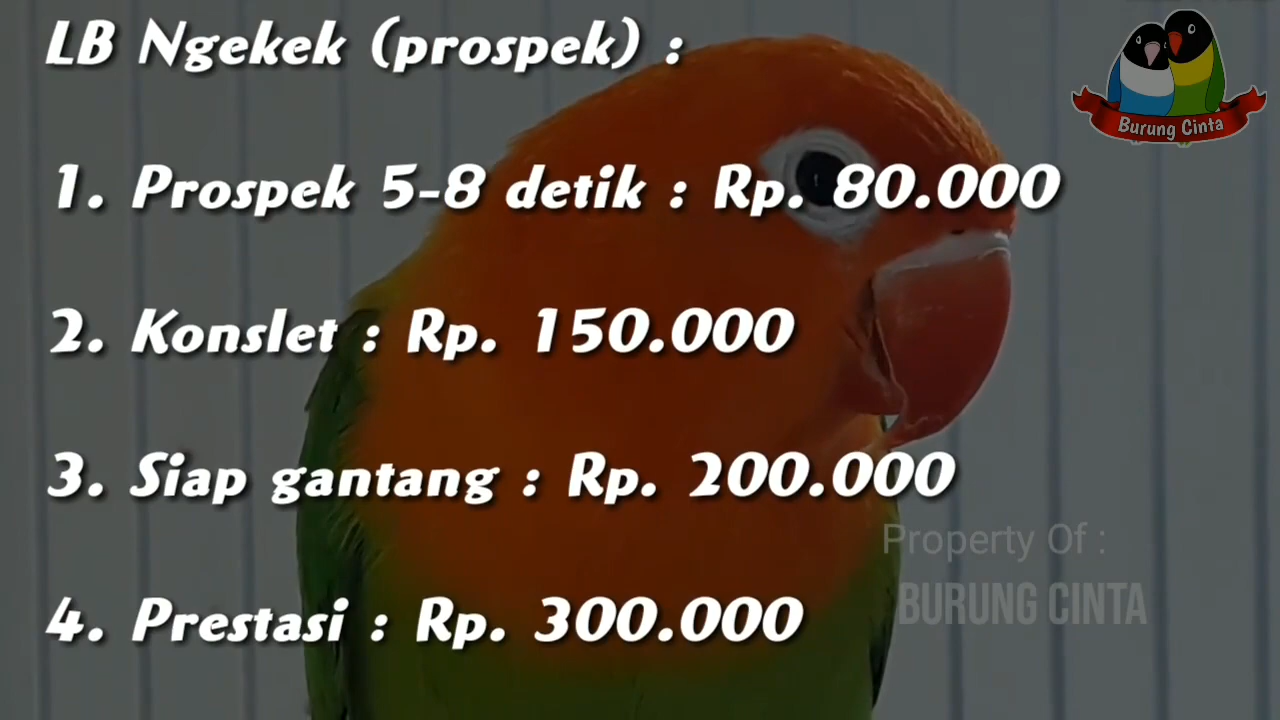 LB Ngekek (prospek) :
Burung Cinta
1. Prospek 5-8 detik : Rp. 80.000
2. Konslet : Rp. 150.000
3. Siap gantang : Rp. 200.000
Property Of :
BURUNG CINTA
4. Prestasi : Rp. 300.000